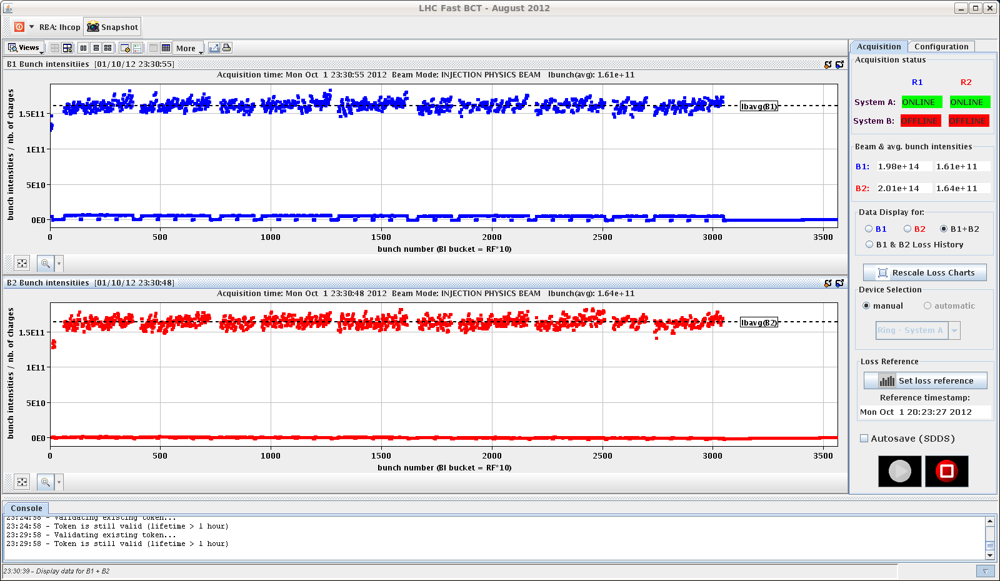 LHC Fast BCT - August 2012
RBA: lhcop Snapshot
Views More
B1 Bunch intensitiies [01/10/12 23:30:55]
Acquisition time: Mon Oct 1 23:30:55 2012 Beam Mode: INJECTION PHYSICS BEAM Ibunch(avg): 1.61e+11
bunch intensities / nb. of charges
1.5E11
1E11
5E10
0E0
Ibavg(B1)
0 500 1000 1500 2000 2500 3000 3500
bunch number (BI bucket = RF*10)
B2 Bunch intensitiies [01/10/12 23:30:48]
Acquisition time: Mon Oct 1 23:30:48 2012 Beam Mode: INJECTION PHYSICS BEAM Ibunch(avg): 1.64e+11
bunch intensities / nb. of charges
1.5E11
1E11
5E10
0E0
Ibavg(B2)
0 500 1000 1500 2000 2500 3000 3500
bunch number (BI bucket = RF*10)
Acquisition Configuration
Acquisition status
R1 R2
System A: ONLINE ONLINE
System B: OFFLINE OFFLINE
Beam & avg. bunch intensities
B1: 1.98e+14 1.61e+11
B2: 2.01e+14 1.64e+11
Data Display for:
B1 B2 B1+B2
B1 & B2 Loss History
Rescale Loss Charts
Device Selection
manual automatic
Ring - System A
Loss Reference
Set loss reference
Reference timestamp:
Mon Oct 1 20:23:27 2012
Autosave (SDDS)
Console
23:24:58 - Validating existing token...
23:24:58 - Token is still valid (lifetime > 1 hour)
23:29:58 - Validating existing token...
23:29:58 - Token is still valid (lifetime > 1 hour)
23:30:39 - Display data for B1 + B2